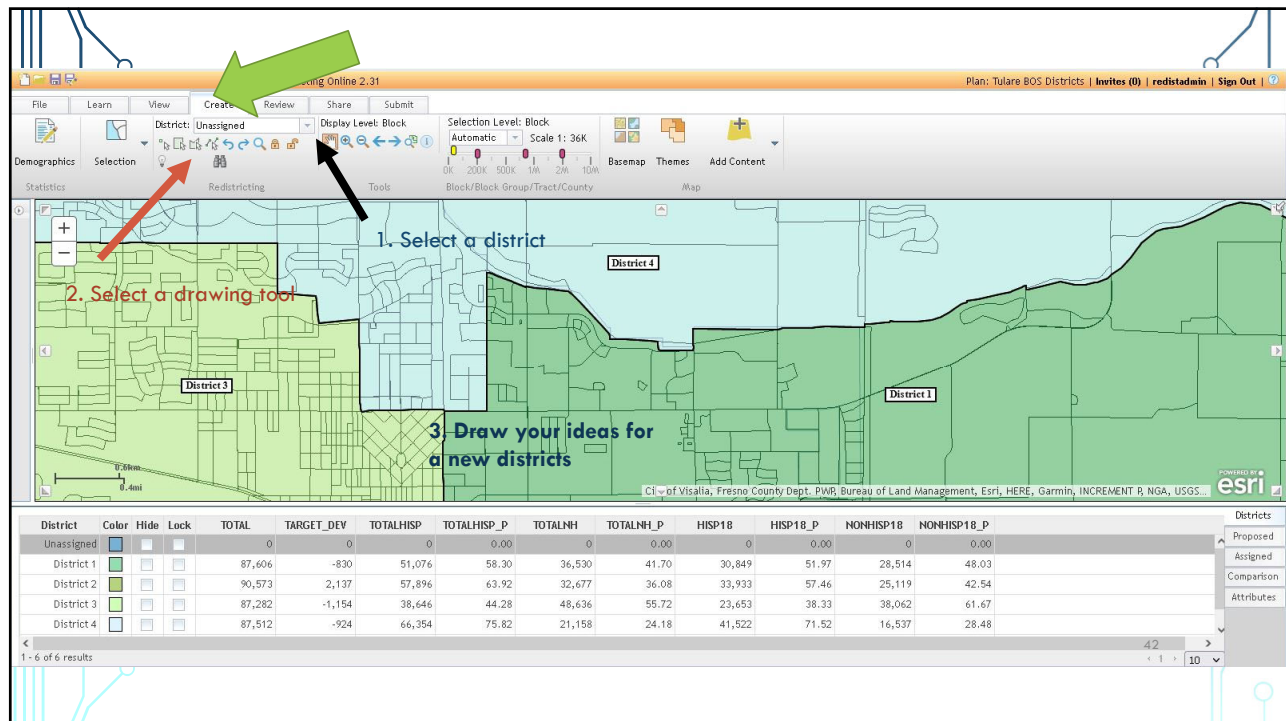 ting Online 2.31
Plan: Tulare BOS Districts | Invites (0) | redistadmin | Sign Out | ?
File Learn View Create Review Share Submit
District: Unassigned
Display Level: Block
Selection Level: Block
Automatic Scale 1: 36K
0K 200K 500K 1M 2M 10M
Demographics Selection Basemap Themes Add Content
Statistics Redistricting Tools Block/Block Group/Tract/County Map
+
−
1. Select a district
District 4
2. Select a drawing tool
District 3
District 1
3. Draw your ideas for
a new districts
0.6km
0.4mi
POWERED BY
esri
of Visalia, Fresno County Dept. PWP, Bureau of Land Management, Esri, HERE, Garmin, INCREMENT P, NGA, USGS...
District Color Hide Lock TOTAL TARGET_DEV TOTALHISP TOTALHISP_P TOTALNH TOTALNH_P HISP18 HISP18_P NONHISP18 NONHISP18_P
Unassigned 0 0 0 0.00 0 0.00 0 0.00 0 0.00
District 1 87,606 -830 51,076 58.30 36,530 41.70 30,849 51.97 28,514 48.03
District 2 90,573 2,137 57,896 63.92 32,677 36.08 33,933 57.46 25,119 42.54
District 3 87,282 -1,154 38,646 44.28 48,636 55.72 23,653 38.33 38,062 61.67
District 4 87,512 -924 66,354 75.82 21,158 24.18 41,522 71.52 16,537 28.48
Districts
Proposed
Assigned
Comparison
Attributes
42
1 - 6 of 6 results
1
10